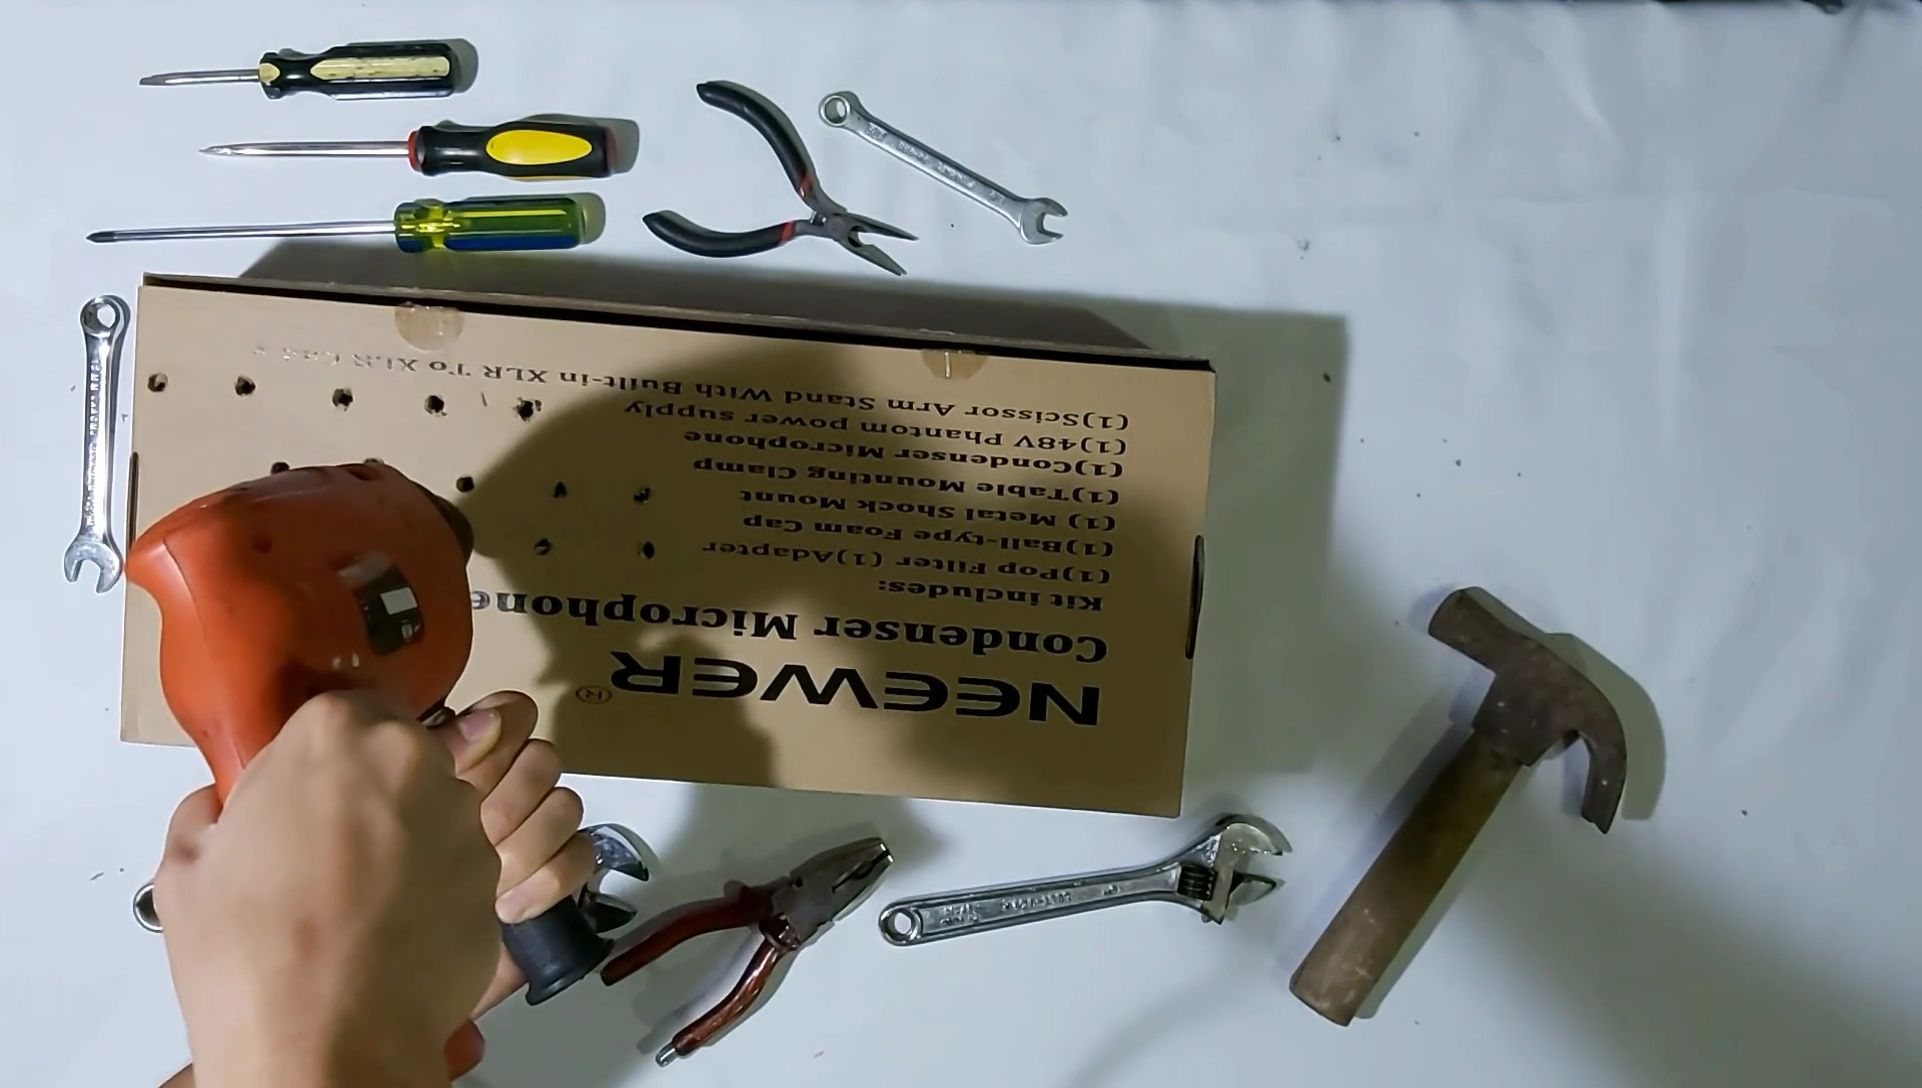 NEEWER®
Condenser Microphone
Kit includes:
(1)Pop Filter (1)Adapter
(1)Ball-type Foam Cap
(1) Metal Shock Mount
(1)Table Mounting Clamp
(1)Condenser Microphone
(1)48V Phantom power supply
(1)Scissor Arm Stand With Built-in XLR To XLR